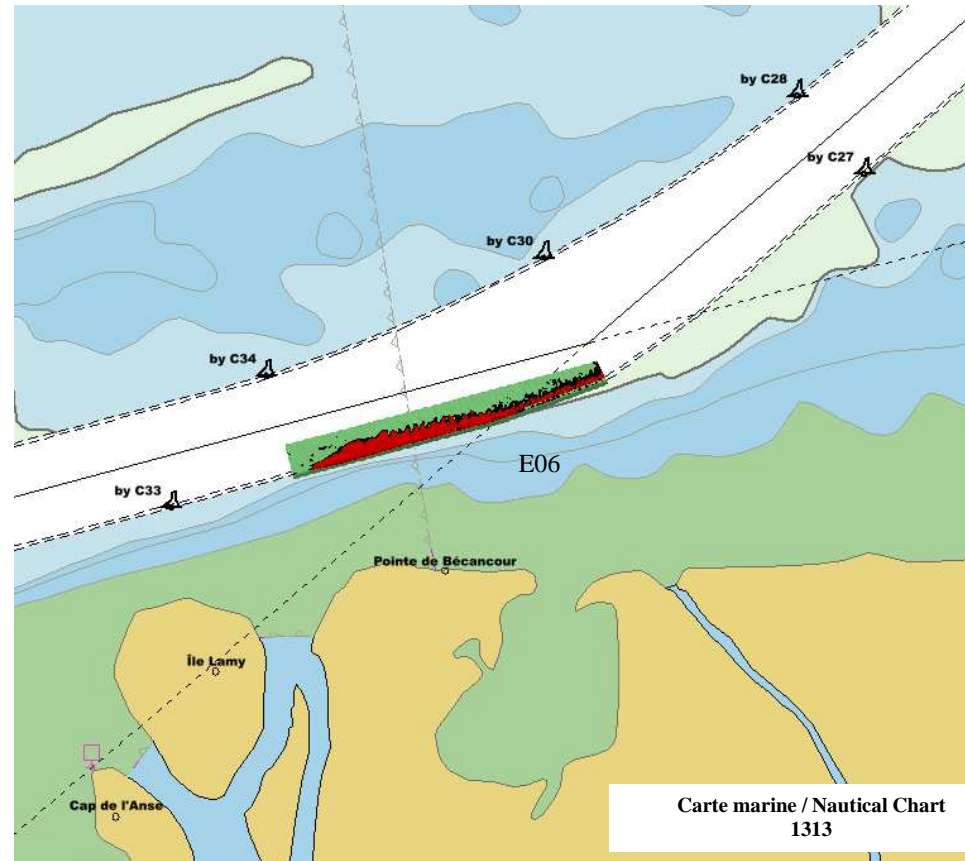 by C28
by C27
by C30
by C34
E06
by C33
Pointe de Bécancour
Île Lamy
Cap de l'Anse
Carte marine / Nautical Chart
1313